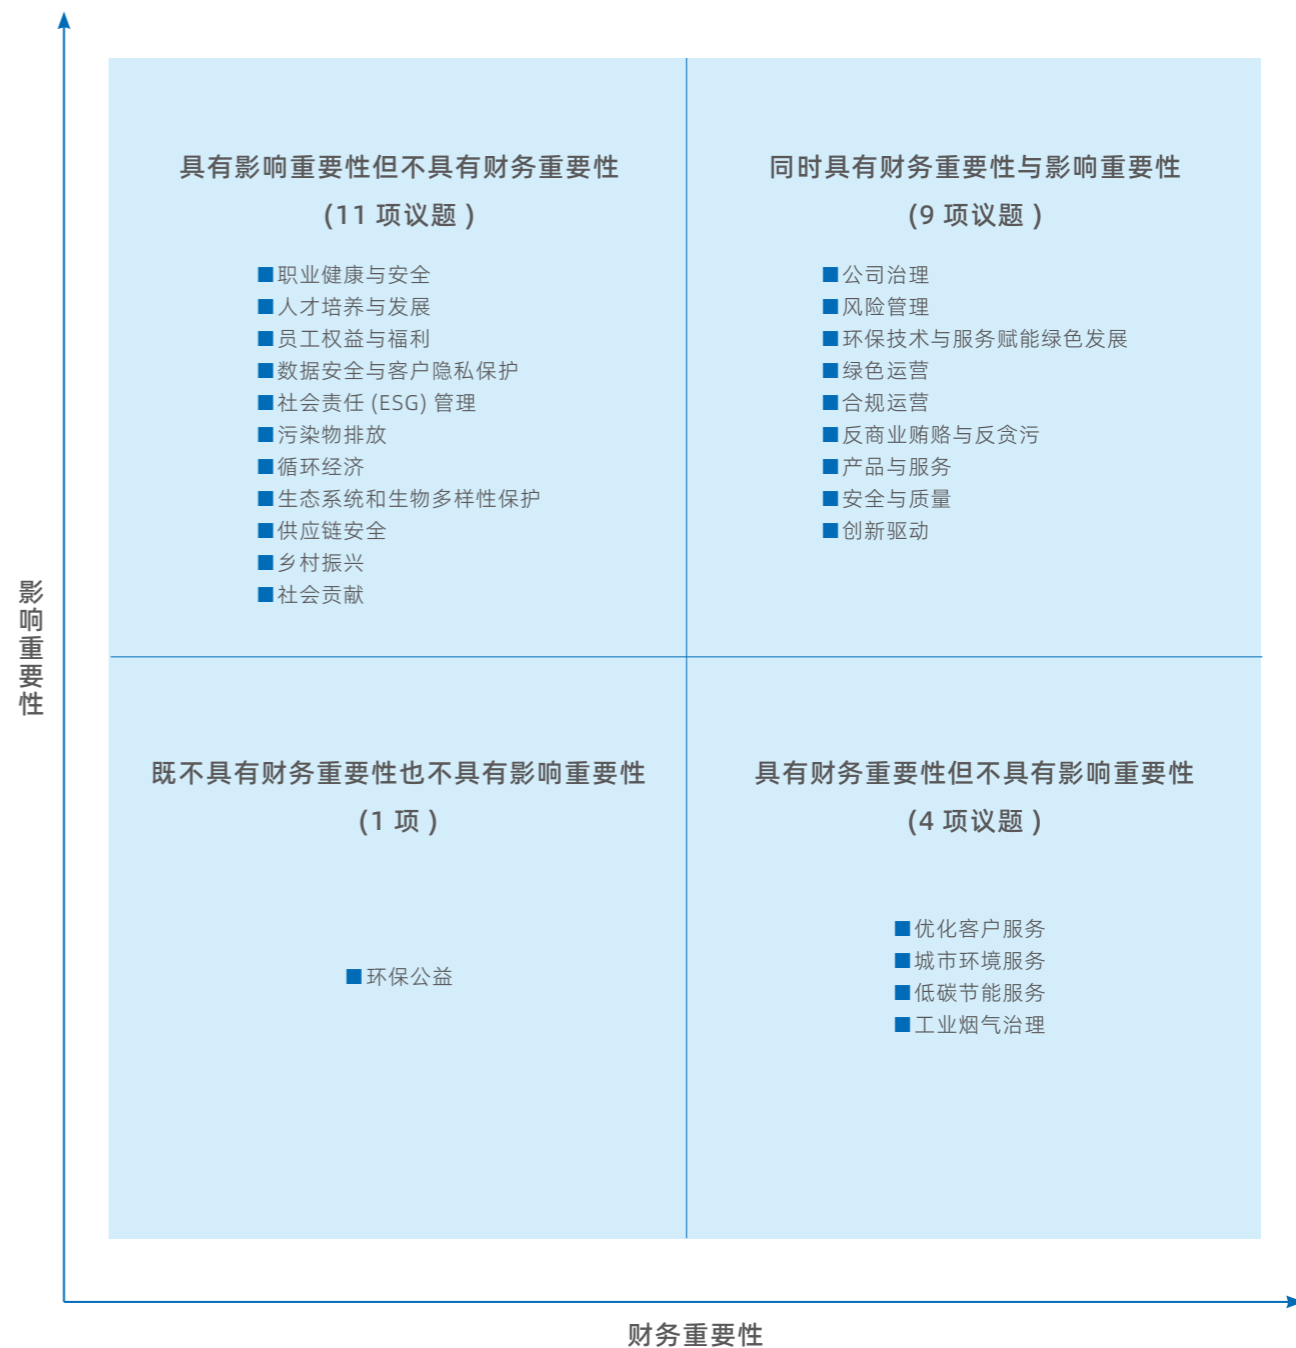 具有影响重要性但不具有财务重要性
(11 项议题 )
■职业健康与安全
■人才培养与发展
■员工权益与福利
■数据安全与客户隐私保护
■社会责任 (ESG) 管理
■污染物排放
■循环经济
■生态系统和生物多样性保护
■供应链安全
■乡村振兴
■社会贡献
同时具有财务重要性与影响重要性
(9 项议题 )
■公司治理
■风险管理
■环保技术与服务赋能绿色发展
■绿色运营
■合规运营
■反商业贿赂与反贪污
■产品与服务
■安全与质量
■创新驱动
影响重要性
既不具有财务重要性也不具有影响重要性
(1 项 )
■环保公益
具有财务重要性但不具有影响重要性
(4 项议题 )
■优化客户服务
■城市环境服务
■低碳节能服务
■工业烟气治理
财务重要性